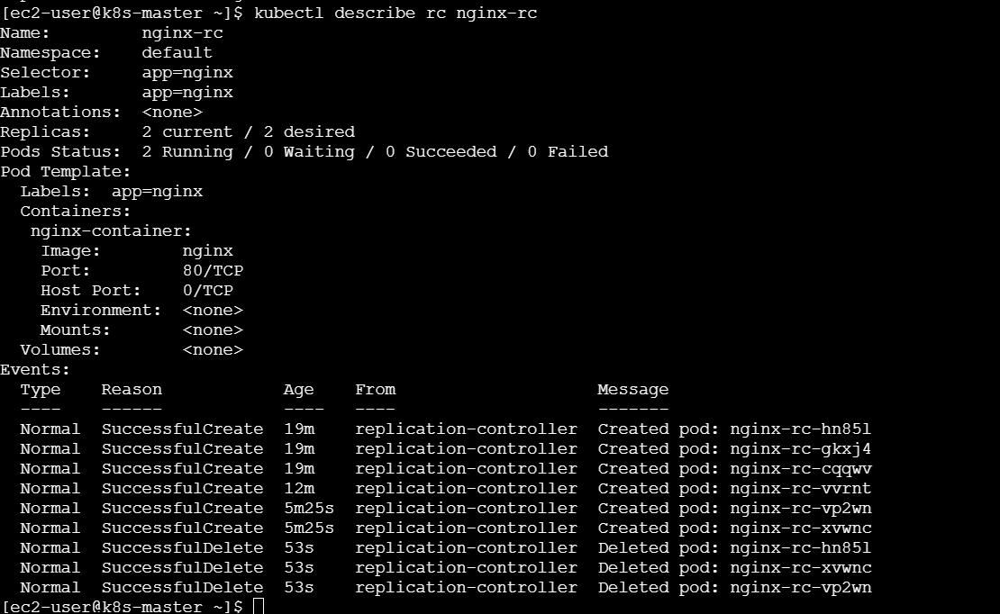 [ec2-user@k8s-master ~]$ kubectl describe rc nginx-rc
Name:         nginx-rc
Namespace:    default
Selector:     app=nginx
Labels:       app=nginx
Annotations:  <none>
Replicas:     2 current / 2 desired
Pods Status:  2 Running / 0 Waiting / 0 Succeeded / 0 Failed
Pod Template:
  Labels:  app=nginx
  Containers:
   nginx-container:
    Image:        nginx
    Port:         80/TCP
    Host Port:    0/TCP
    Environment:  <none>
    Mounts:       <none>
  Volumes:        <none>
Events:
  Type    Reason            Age    From                    Message
  ----    ------            ----   ----                    -------
  Normal  SuccessfulCreate  19m    replication-controller  Created pod: nginx-rc-hn85l
  Normal  SuccessfulCreate  19m    replication-controller  Created pod: nginx-rc-gkxj4
  Normal  SuccessfulCreate  19m    replication-controller  Created pod: nginx-rc-cqqwv
  Normal  SuccessfulCreate  12m    replication-controller  Created pod: nginx-rc-vvrnt
  Normal  SuccessfulCreate  5m25s  replication-controller  Created pod: nginx-rc-vp2wn
  Normal  SuccessfulCreate  5m25s  replication-controller  Created pod: nginx-rc-xvwnc
  Normal  SuccessfulDelete  53s    replication-controller  Deleted pod: nginx-rc-hn85l
  Normal  SuccessfulDelete  53s    replication-controller  Deleted pod: nginx-rc-xvwnc
  Normal  SuccessfulDelete  53s    replication-controller  Deleted pod: nginx-rc-vp2wn
[ec2-user@k8s-master ~]$